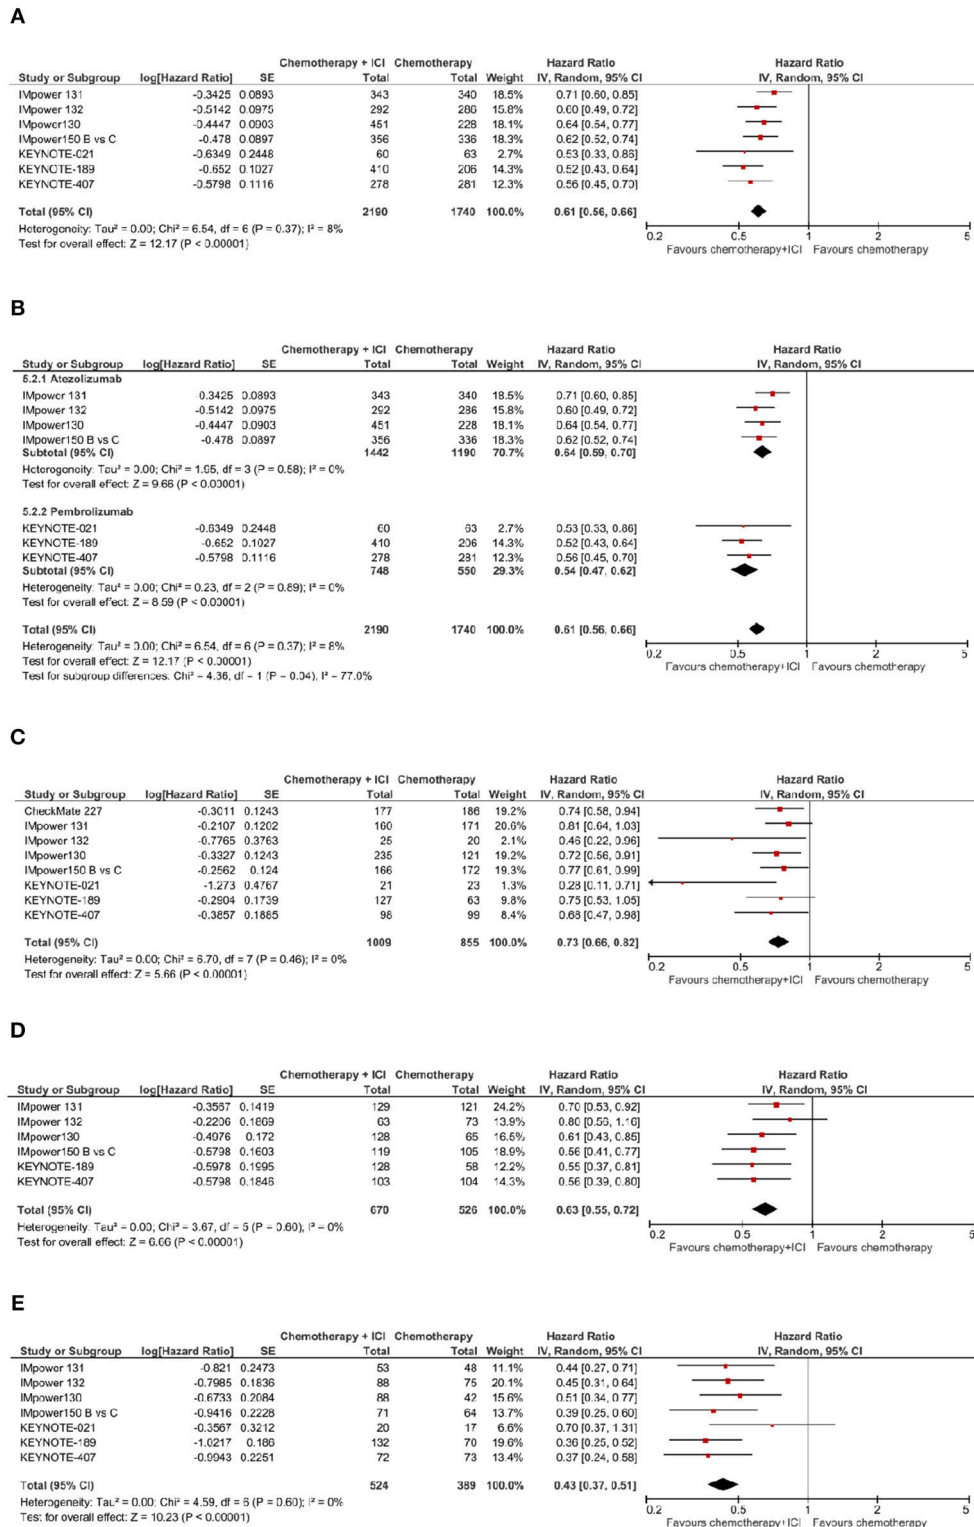 A
Chemotherapy + ICI Chemotherapy Hazard Ratio Hazard Ratio
Study or Subgroup log[Hazard Ratio] SE Total Total Weight IV, Random, 95% CI IV, Random, 95% CI
IMpower 131 -0.3425 0.0893 343 340 18.5% 0.71 [0.60, 0.85]
IMpower 132 -0.5142 0.0975 292 286 15.8% 0.60 [0.49, 0.72]
IMpower130 -0.4447 0.0903 451 228 18.1% 0.64 [0.54, 0.77]
IMpower150 B vs C -0.478 0.0897 356 336 18.3% 0.62 [0.52, 0.74]
KEYNOTE-021 -0.6349 0.2448 60 63 2.7% 0.53 [0.33, 0.86]
KEYNOTE-189 -0.652 0.1027 410 206 14.3% 0.52 [0.43, 0.64]
KEYNOTE-407 -0.5798 0.1116 278 281 12.3% 0.56 [0.45, 0.70]
Total (95% CI) 2190 1740 100.0% 0.61 [0.56, 0.66]
Heterogeneity: Tau² = 0.00; Chi² = 6.54, df = 6 (P = 0.37); I² = 8%
Test for overall effect: Z = 12.17 (P < 0.00001)
0.2 0.5 1 2 5
Favours chemotherapy+ICI Favours chemotherapy
B
Chemotherapy + ICI Chemotherapy Hazard Ratio Hazard Ratio
Study or Subgroup log[Hazard Ratio] SE Total Total Weight IV, Random, 95% CI IV, Random, 95% CI
5.2.1 Atezolizumab
IMpower 131 -0.3425 0.0893 343 340 18.5% 0.71 [0.60, 0.85]
IMpower 132 -0.5142 0.0975 292 286 15.8% 0.60 [0.49, 0.72]
IMpower130 -0.4447 0.0903 451 228 18.1% 0.64 [0.54, 0.77]
IMpower150 B vs C -0.478 0.0897 356 336 18.3% 0.62 [0.52, 0.74]
Subtotal (95% CI) 1442 1190 70.7% 0.64 [0.59, 0.70]
Heterogeneity: Tau² = 0.00; Chi² = 1.95, df = 3 (P = 0.58); I² = 0%
Test for overall effect: Z = 9.66 (P < 0.00001)
5.2.2 Pembrolizumab
KEYNOTE-021 -0.6349 0.2448 60 63 2.7% 0.53 [0.33, 0.86]
KEYNOTE-189 -0.652 0.1027 410 206 14.3% 0.52 [0.43, 0.64]
KEYNOTE-407 -0.5798 0.1116 278 281 12.3% 0.56 [0.45, 0.70]
Subtotal (95% CI) 748 550 29.3% 0.54 [0.47, 0.62]
Heterogeneity: Tau² = 0.00; Chi² = 0.23, df = 2 (P = 0.89); I² = 0%
Test for overall effect: Z = 8.59 (P < 0.00001)
Total (95% CI) 2190 1740 100.0% 0.61 [0.56, 0.66]
Heterogeneity: Tau² = 0.00; Chi² = 6.54, df = 6 (P = 0.37); I² = 8%
Test for overall effect: Z = 12.17 (P < 0.00001)
Test for subgroup differences: Chi² = 4.36, df = 1 (P = 0.04), I² = 77.0%
0.2 0.5 1 2 5
Favours chemotherapy+ICI Favours chemotherapy
C
Chemotherapy + ICI Chemotherapy Hazard Ratio Hazard Ratio
Study or Subgroup log[Hazard Ratio] SE Total Total Weight IV, Random, 95% CI IV, Random, 95% CI
CheckMate 227 -0.3011 0.1243 177 186 19.2% 0.74 [0.58, 0.94]
IMpower 131 -0.2107 0.1202 160 171 20.6% 0.81 [0.64, 1.03]
IMpower 132 -0.7765 0.3763 25 20 2.1% 0.46 [0.22, 0.96]
IMpower130 -0.3327 0.1243 235 121 19.2% 0.72 [0.56, 0.91]
IMpower150 B vs C -0.2562 0.124 166 172 19.3% 0.77 [0.61, 0.99]
KEYNOTE-021 -1.273 0.4767 21 23 1.3% 0.28 [0.11, 0.71]
KEYNOTE-189 -0.2904 0.1739 127 63 9.8% 0.75 [0.53, 1.05]
KEYNOTE-407 -0.3857 0.1885 98 99 8.4% 0.68 [0.47, 0.98]
Total (95% CI) 1009 855 100.0% 0.73 [0.66, 0.82]
Heterogeneity: Tau² = 0.00; Chi² = 6.70, df = 7 (P = 0.46); I² = 0%
Test for overall effect: Z = 5.66 (P < 0.00001)
0.2 0.5 1 2 5
Favours chemotherapy+ICI Favours chemotherapy
D
Chemotherapy + ICI Chemotherapy Hazard Ratio Hazard Ratio
Study or Subgroup log[Hazard Ratio] SE Total Total Weight IV, Random, 95% CI IV, Random, 95% CI
IMpower 131 -0.3567 0.1419 129 121 24.2% 0.70 [0.53, 0.92]
IMpower 132 -0.2206 0.1869 63 73 13.9% 0.80 [0.56, 1.16]
IMpower130 -0.4976 0.172 128 65 16.5% 0.61 [0.43, 0.85]
IMpower150 B vs C -0.5798 0.1603 119 105 18.9% 0.56 [0.41, 0.77]
KEYNOTE-189 -0.5978 0.1995 128 58 12.2% 0.55 [0.37, 0.81]
KEYNOTE-407 -0.5798 0.1846 103 104 14.3% 0.56 [0.39, 0.80]
Total (95% CI) 670 526 100.0% 0.63 [0.55, 0.72]
Heterogeneity: Tau² = 0.00; Chi² = 3.67, df = 5 (P = 0.60); I² = 0%
Test for overall effect: Z = 6.66 (P < 0.00001)
0.2 0.5 1 2 5
Favours chemotherapy+ICI Favours chemotherapy
E
Chemotherapy + ICI Chemotherapy Hazard Ratio Hazard Ratio
Study or Subgroup log[Hazard Ratio] SE Total Total Weight IV, Random, 95% CI IV, Random, 95% CI
IMpower 131 -0.821 0.2473 53 48 11.1% 0.44 [0.27, 0.71]
IMpower 132 -0.7985 0.1836 88 75 20.1% 0.45 [0.31, 0.64]
IMpower130 -0.6733 0.2084 88 42 15.6% 0.51 [0.34, 0.77]
IMpower150 B vs C -0.9416 0.2228 71 64 13.7% 0.39 [0.25, 0.60]
KEYNOTE-021 -0.3567 0.3212 20 17 6.6% 0.70 [0.37, 1.31]
KEYNOTE-189 -1.0217 0.186 132 70 19.6% 0.36 [0.25, 0.52]
KEYNOTE-407 -0.9943 0.2251 72 73 13.4% 0.37 [0.24, 0.58]
Total (95% CI) 524 389 100.0% 0.43 [0.37, 0.51]
Heterogeneity: Tau² = 0.00; Chi² = 4.59, df = 6 (P = 0.60); I² = 0%
Test for overall effect: Z = 10.23 (P < 0.00001)
0.2 0.5 1 2 5
Favours chemotherapy+ICI Favours chemotherapy